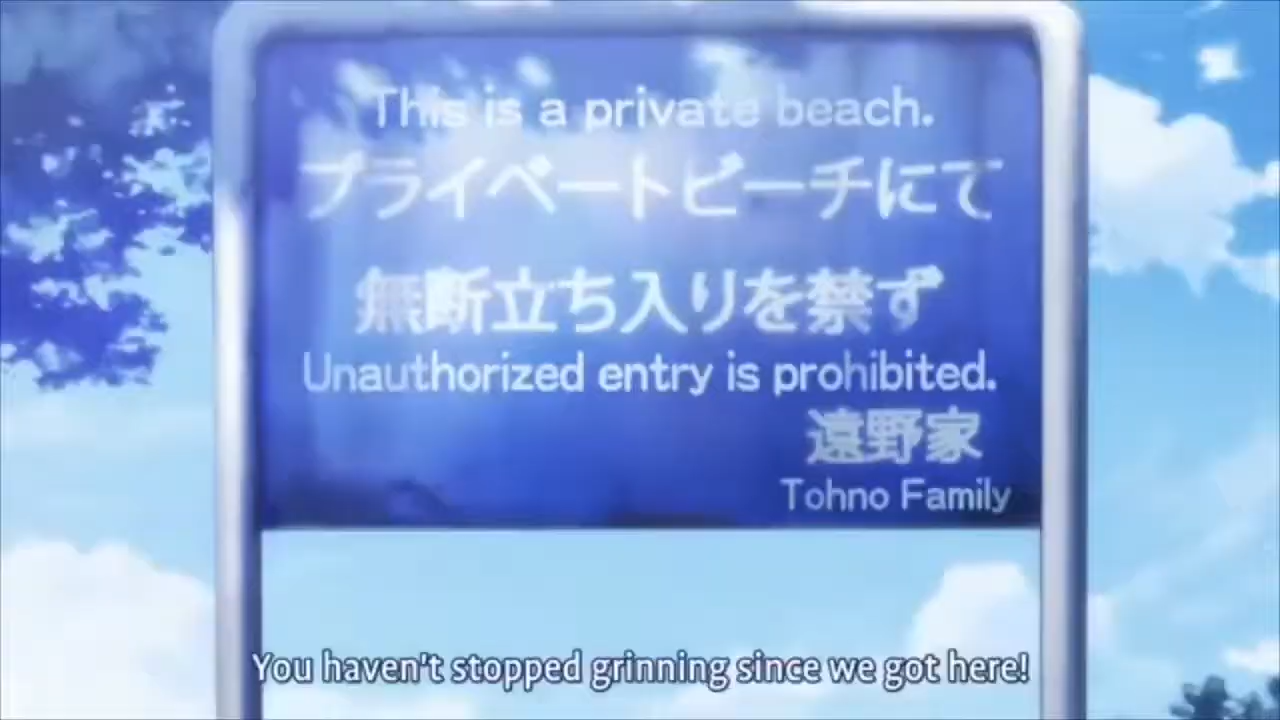 This is a private beach.
プライベートビーチにて
無断立ち入りを禁ず
Unauthorized entry is prohibited.
遠野家
Tohno Family
You haven't stopped grinning since we got here!